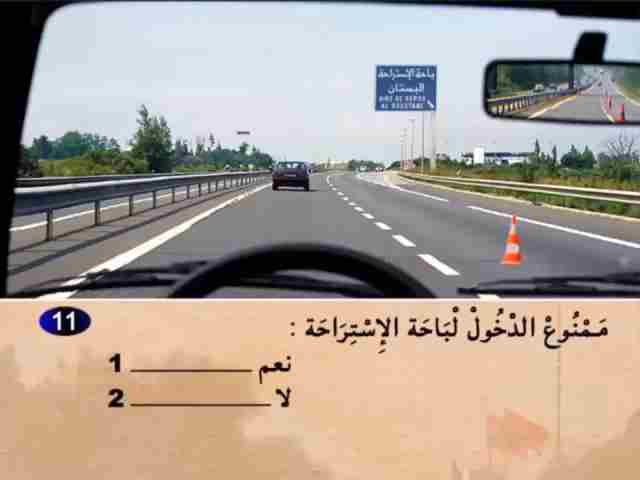 باحة الإستراحة
البستان
AIRE DE REPOS
AL BOUSTANE
11
مَمْنُوعْ الدْخُولْ لْبَاحَة الإِسْتِرَاحَة :
نعم 1
لا 2